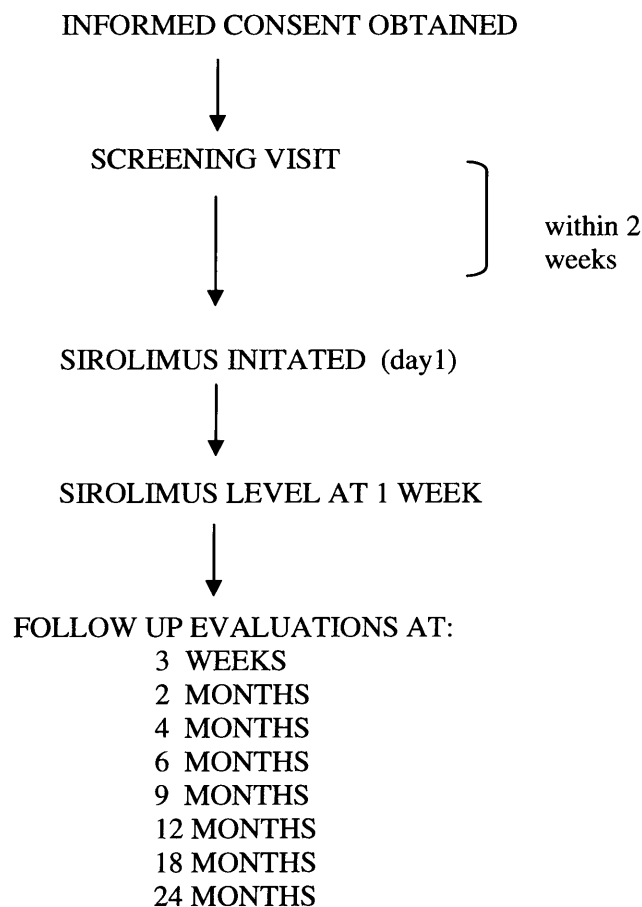 INFORMED CONSENT OBTAINED
SCREENING VISIT
within 2
weeks
SIROLIMUS INITATED (day1)
SIROLIMUS LEVEL AT 1 WEEK
FOLLOW UP EVALUATIONS AT:
3 WEEKS
2 MONTHS
4 MONTHS
6 MONTHS
9 MONTHS
12 MONTHS
18 MONTHS
24 MONTHS